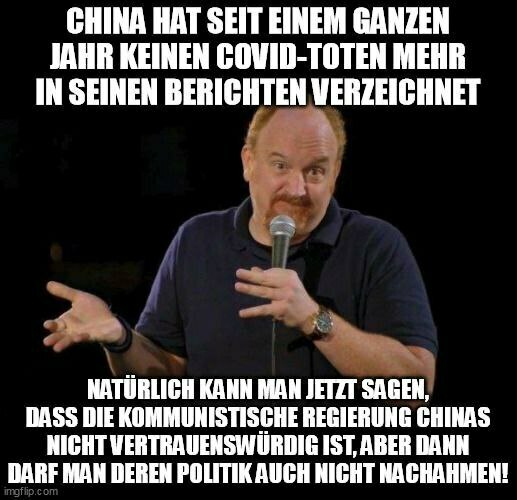 CHINA HAT SEIT EINEM GANZEN
JAHR KEINEN COVID-TOTEN MEHR
IN SEINEN BERICHTEN VERZEICHNET
NATÜRLICH KANN MAN JETZT SAGEN,
DASS DIE KOMMUNISTISCHE REGIERUNG CHINAS
NICHT VERTRAUENSWÜRDIG IST, ABER DANN
DARF MAN DEREN POLITIK AUCH NICHT NACHAHMEN!
imgflip.com